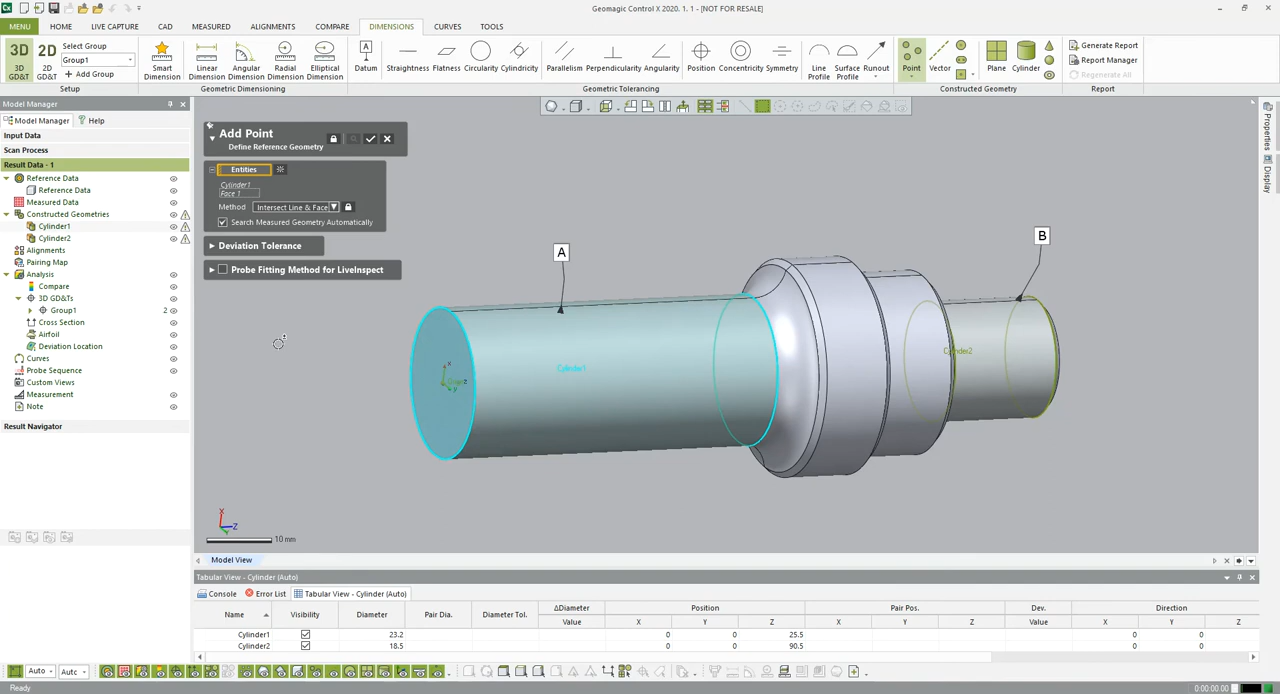 Geomagic Control X 2020. 1. 1 - [NOT FOR RESALE]
MENU HOME LIVE CAPTURE CAD MEASURED ALIGNMENTS COMPARE DIMENSIONS CURVES TOOLS
3D GD&T
2D GD&T
Select Group
Group1
Add Group
Setup
Smart Dimension
Linear Dimension
Angular Dimension
Radial Dimension
Elliptical Dimension
Geometric Dimensioning
Datum
Straightness
Flatness
Circularity
Cylindricity
Parallelism
Perpendicularity
Angularity
Position
Concentricity
Symmetry
Line Profile
Surface Profile
Runout
Geometric Tolerancing
Point
Vector
Plane
Cylinder
Constructed Geometry
Generate Report
Report Manager
Regenerate All
Report
Model Manager
Model Manager Help
Input Data
Scan Process
Result Data - 1
Reference Data
Reference Data
Measured Data
Constructed Geometries
Cylinder1
Cylinder2
Alignments
Pairing Map
Analysis
Compare
3D GD&Ts
Group1 2
Cross Section
Airfoil
Deviation Location
Curves
Probe Sequence
Custom Views
Measurement
Note
Result Navigator
Add Point
Define Reference Geometry
Entities
Cylinder1
Face 1
Method Intersect Line & Face
Search Measured Geometry Automatically
Deviation Tolerance
Probe Fitting Method for LiveInspect
A
B
Cylinder1
Cylinder2
X
Z
10 mm
Properties
Display
Model View
Tabular View - Cylinder (Auto)
Console Error List Tabular View - Cylinder (Auto)
Name Visibility Diameter Pair Dia. Diameter Tol. ΔDiameter Position Pair Pos. Dev. Direction
Value X Y Z X Y Z Value X Y Z
Cylinder1 23.2 0 0 25.5 0 0
Cylinder2 18.5 0 0 90.5 0 0
Auto Auto
Ready
0:00:00.00